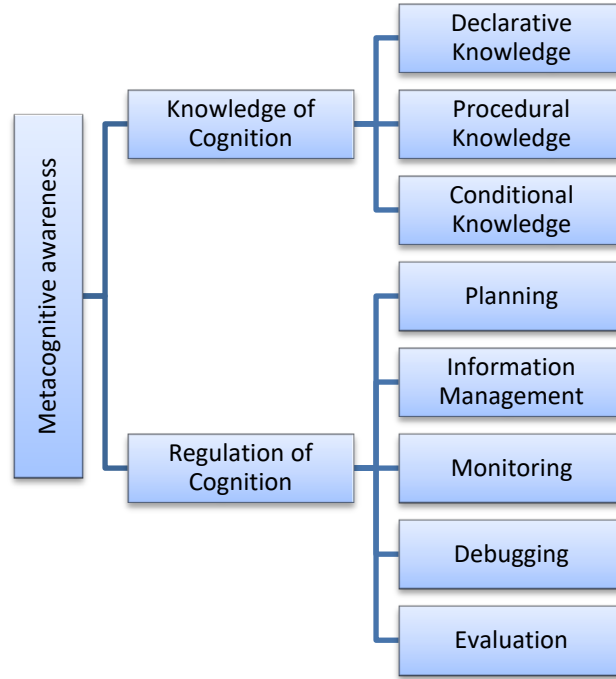 Metacognitive awareness
Knowledge of
Cognition
Declarative
Knowledge
Procedural
Knowledge
Conditional
Knowledge
Regulation of
Cognition
Planning
Information
Management
Monitoring
Debugging
Evaluation